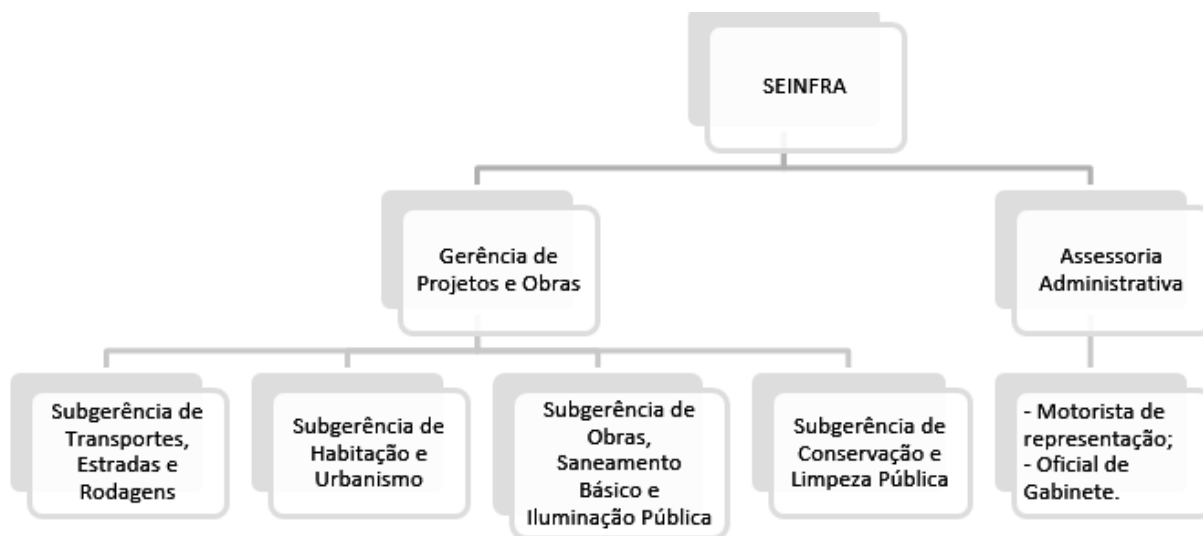 SEINFRA
Gerência de
Projetos e Obras
Assessoria
Administrativa
Subgerência de
Transportes,
Estradas e
Rodagens
Subgerência de
Habitação e
Urbanismo
Subgerência de
Obras,
Saneamento
Básico e
Iluminação Pública
Subgerência de
Conservação e
Limpeza Pública
- Motorista de
representação;
- Oficial de
Gabinete.